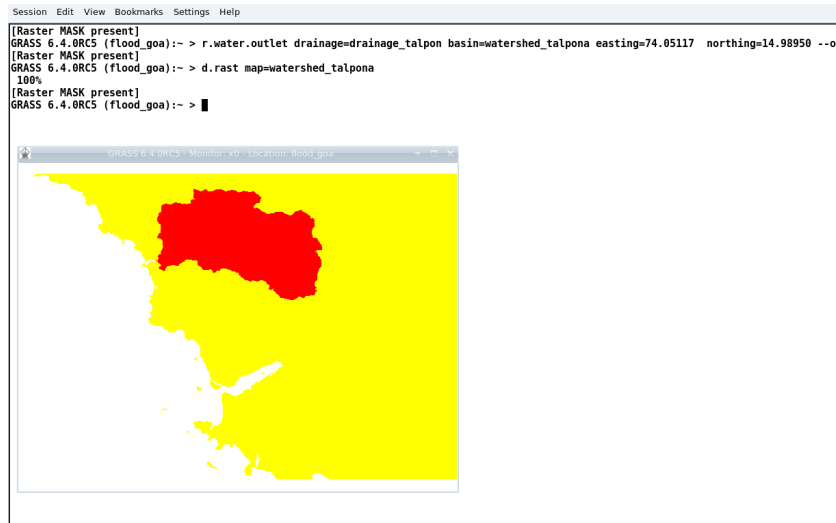 Session Edit View Bookmarks Settings Help
[Raster MASK present]
GRASS 6.4.0RC5 (flood_goa):~ > r.water.outlet drainage=drainage_talpon basin=watershed_talpona easting=74.05117  northing=14.98950 --o
[Raster MASK present]
GRASS 6.4.0RC5 (flood_goa):~ > d.rast map=watershed_talpona
 100%
[Raster MASK present]
GRASS 6.4.0RC5 (flood_goa):~ >
GRASS 6.4.0RC5 - Monitor: x0 - Location: flood_goa